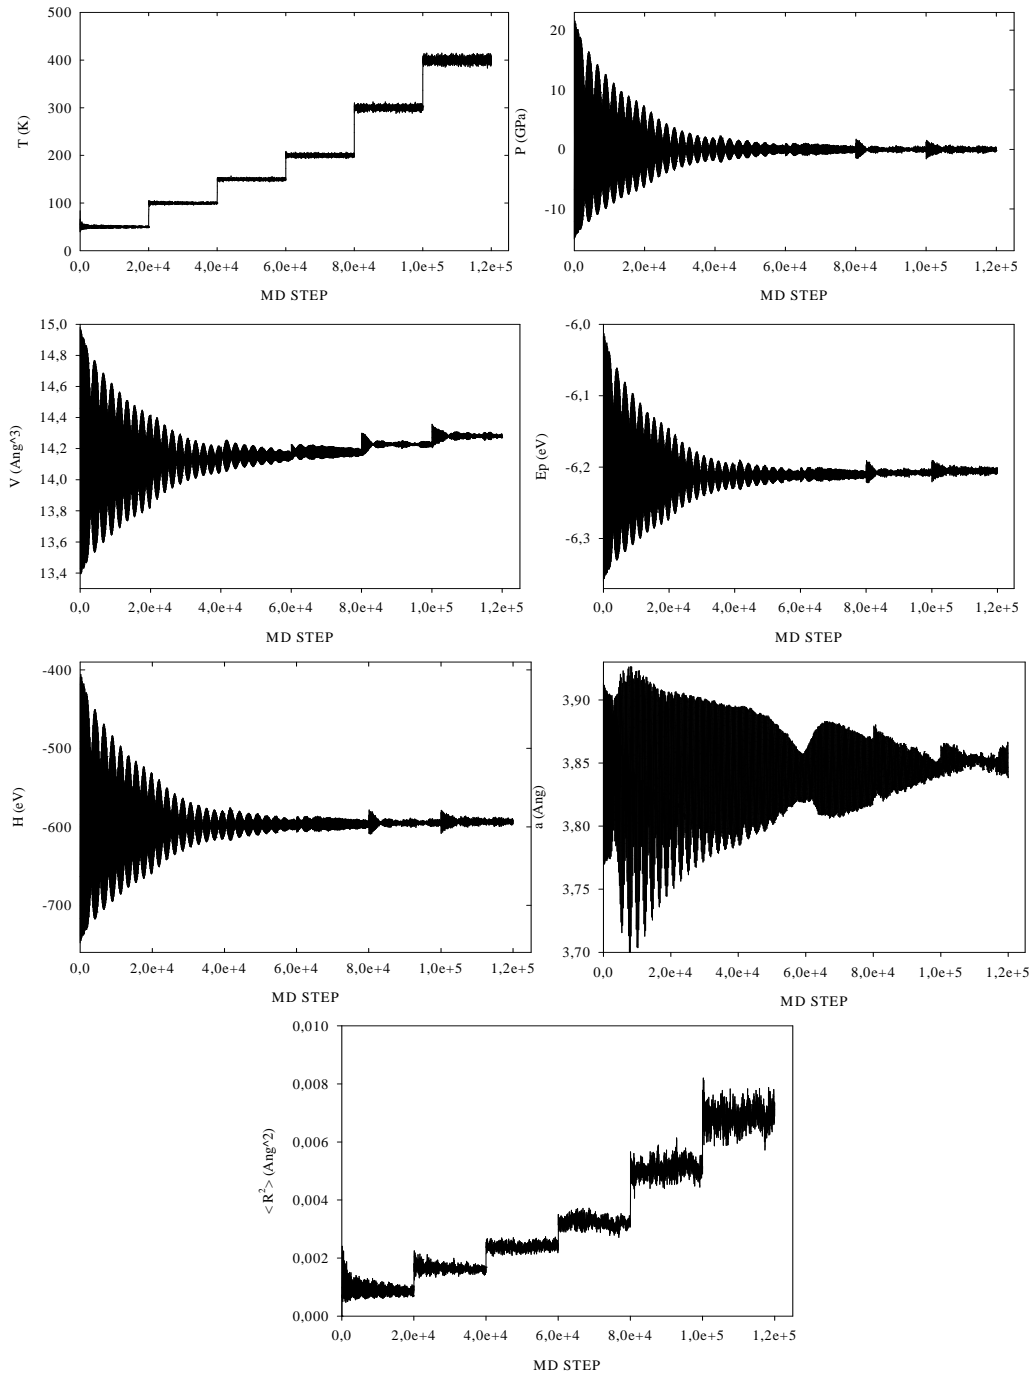 500
400
300
200
100
0
T (K)
0,0 2,0e+4 4,0e+4 6,0e+4 8,0e+4 1,0e+5 1,2e+5
MD STEP
20
10
0
-10
P (GPa)
0,0 2,0e+4 4,0e+4 6,0e+4 8,0e+4 1,0e+5 1,2e+5
MD STEP
15,0
14,8
14,6
14,4
14,2
14,0
13,8
13,6
13,4
V (Ang^3)
0,0 2,0e+4 4,0e+4 6,0e+4 8,0e+4 1,0e+5 1,2e+5
MD STEP
-6,0
-6,1
-6,2
-6,3
Ep (eV)
0,0 2,0e+4 4,0e+4 6,0e+4 8,0e+4 1,0e+5 1,2e+5
MD STEP
-400
-500
-600
-700
H (eV)
0,0 2,0e+4 4,0e+4 6,0e+4 8,0e+4 1,0e+5 1,2e+5
MD STEP
3,90
3,85
3,80
3,75
3,70
a (Ang)
0,0 2,0e+4 4,0e+4 6,0e+4 8,0e+4 1,0e+5 1,2e+5
MD STEP
0,010
0,008
0,006
0,004
0,002
0,000
<R²> (Ang^2)
0,0 2,0e+4 4,0e+4 6,0e+4 8,0e+4 1,0e+5 1,2e+5
MD STEP